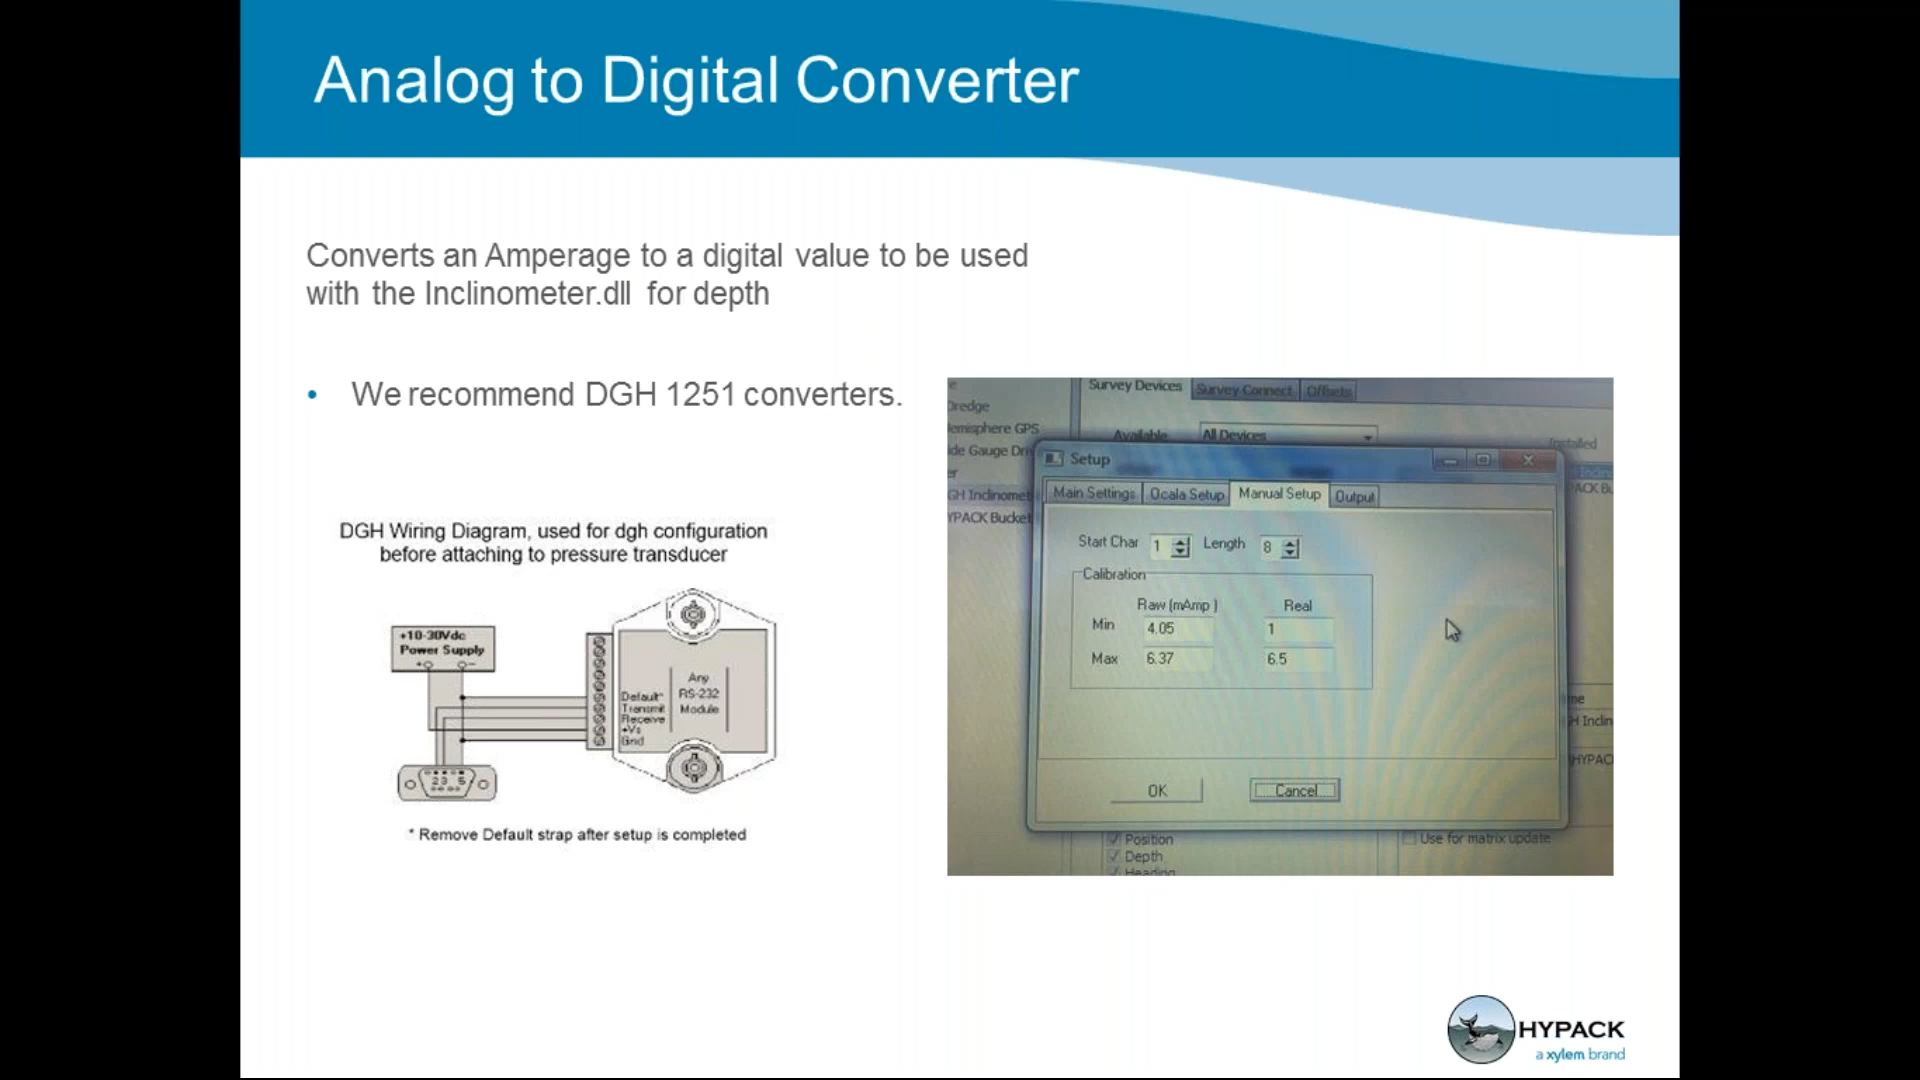 Analog to Digital Converter
Converts an Amperage to a digital value to be used
with the Inclinometer.dll for depth
• We recommend DGH 1251 converters.
DGH Wiring Diagram, used for dgh configuration
before attaching to pressure transducer
+10-30Vdc
Power Supply
+ -
Default*
Transmit
Receive
+Vs
Gnd
Any
RS-232
Module
2 3 5
* Remove Default strap after setup is completed
Survey Devices Survey Connect Offsets
Available All Devices
Installed
Setup
Main Settings Ocala Setup Manual Setup Output
Start Char 1 Length 8
Calibration
Raw (mAmp ) Real
Min 4.05 1
Max 6.37 6.5
OK Cancel
Position
Depth
Heading
Use for matrix update
HYPACK
a xylem brand